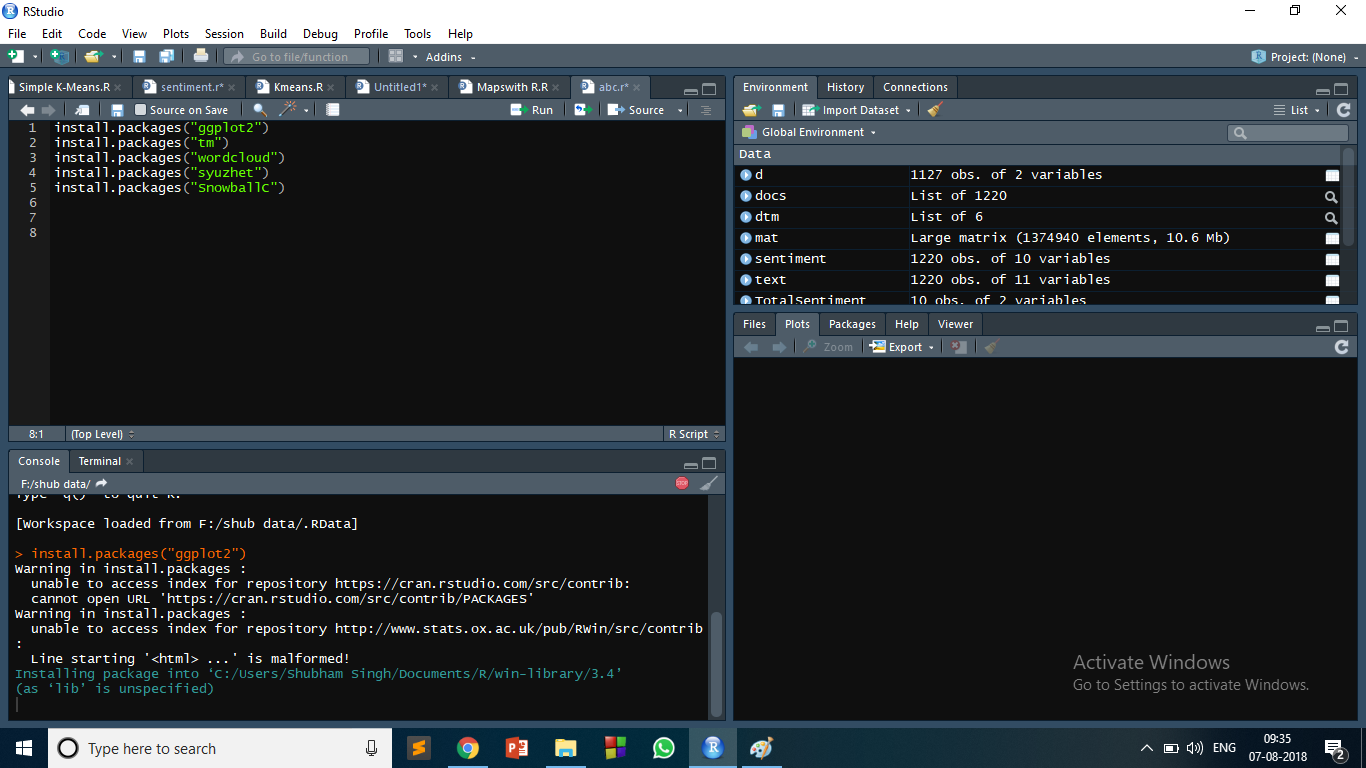 RStudio
File Edit Code View Plots Session Build Debug Profile Tools Help
Go to file/function
Addins
Project: (None)
Simple K-Means.R
sentiment.r*
Kmeans.R
Untitled1*
Mapswith R.R
abc.r*
Source on Save
Run
Source
1 install.packages("ggplot2")
2 install.packages("tm")
3 install.packages("wordcloud")
4 install.packages("syuzhet")
5 install.packages("SnowballC")
6
7
8
8:1 (Top Level) R Script
Console Terminal
F:/shub data/
STOP
Type 'q()' to quit R.
[Workspace loaded from F:/shub data/.RData]
> install.packages("ggplot2")
Warning in install.packages :
unable to access index for repository https://cran.rstudio.com/src/contrib:
cannot open URL 'https://cran.rstudio.com/src/contrib/PACKAGES'
Warning in install.packages :
unable to access index for repository http://www.stats.ox.ac.uk/pub/RWin/src/contrib
:
Line starting '<html> ...' is malformed!
Installing package into ‘C:/Users/Shubham Singh/Documents/R/win-library/3.4’
(as ‘lib’ is unspecified)
Environment History Connections
Import Dataset
List
Global Environment
Data
d 1127 obs. of 2 variables
docs List of 1220
dtm List of 6
mat Large matrix (1374940 elements, 10.6 Mb)
sentiment 1220 obs. of 10 variables
text 1220 obs. of 11 variables
TotalSentiment 10 obs. of 2 variables
Files Plots Packages Help Viewer
Zoom
Export
Activate Windows
Go to Settings to activate Windows.
Type here to search
ENG
09:35
07-08-2018
2